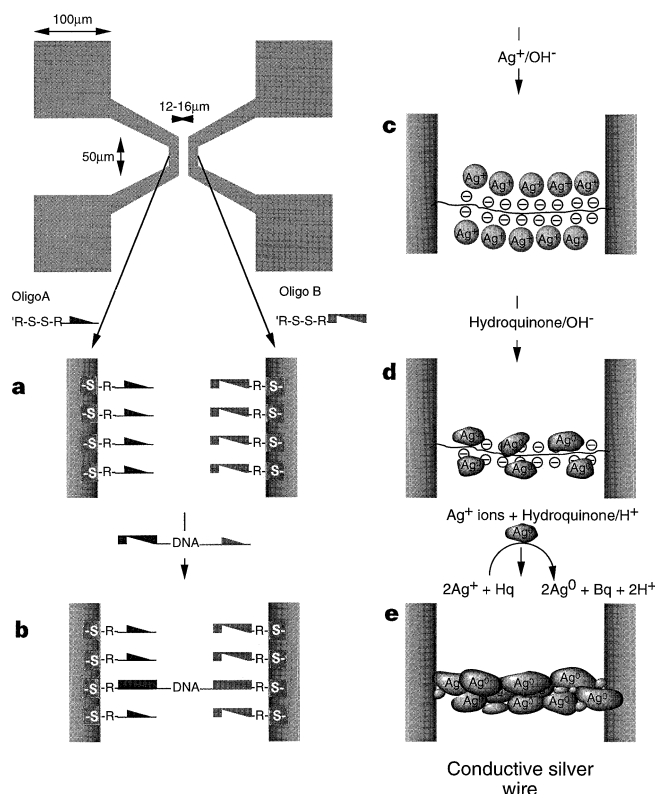 100μm
12-16μm
50μm
OligoA
'R-S-S-R
Oligo B
'R-S-S-R
a
-S -R- -R- S-
-S -R- -R- S-
-S -R- -R- S-
-S -R- -R- S-
DNA
b
-S -R- -R- S-
-S -R- -R- S-
-S -R- DNA -R- S-
-S -R- -R- S-
Ag+/OH-
c
Ag+ Ag+ Ag+ Ag+ Ag+
Ag+ Ag+ Ag+ Ag+ Ag+
Hydroquinone/OH-
d
Ag0 Ag0 Ag0
Ag0 Ag0 Ag0
Ag+ ions + Hydroquinone/H+
Ag0
2Ag+ + Hq 2Ag0 + Bq + 2H+
e
Ag Ag0 Ag0 Ag0
Ag0 Ag0 Ag0 Ag0
Conductive silver
wire